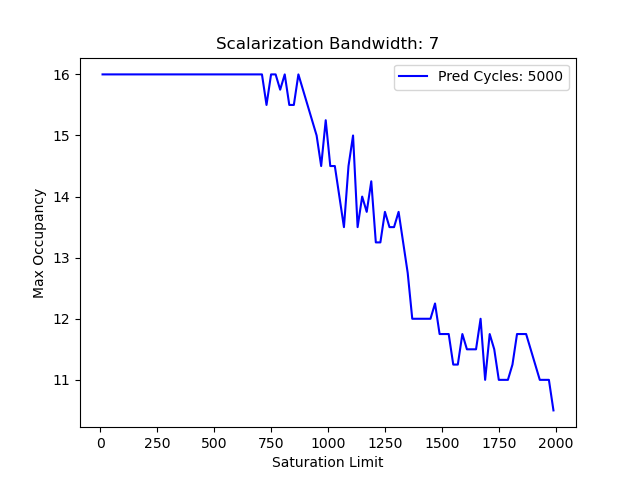 Scalarization Bandwidth: 7
Pred Cycles: 5000
16
15
14
13
12
11
Max Occupancy
0 250 500 750 1000 1250 1500 1750 2000
Saturation Limit